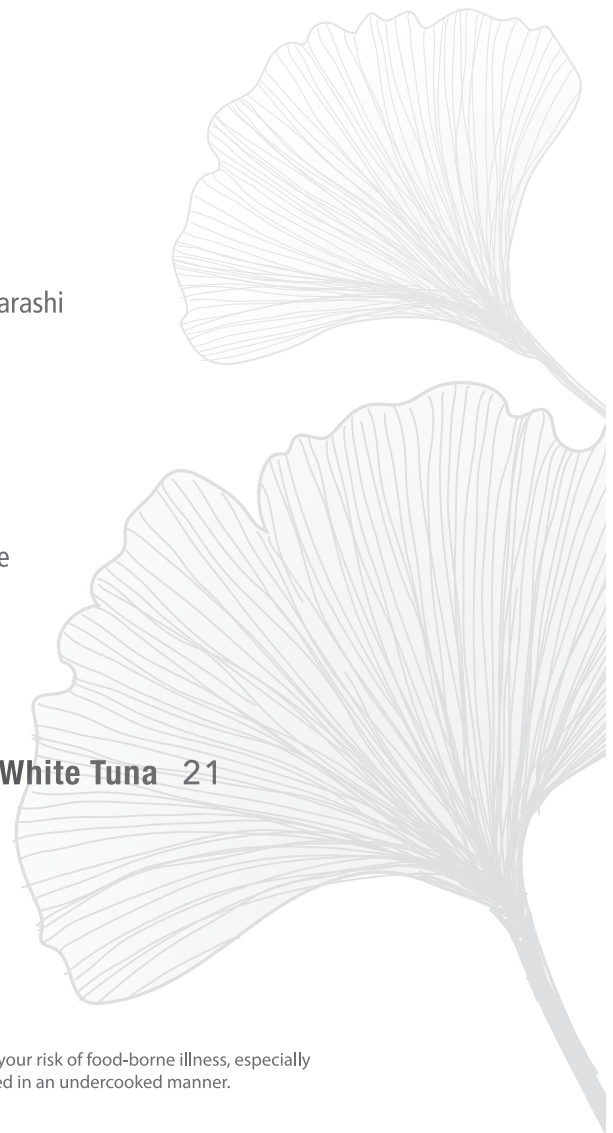 arashi
e
White Tuna 21
your risk of food-borne illness, especially
ed in an undercooked manner.